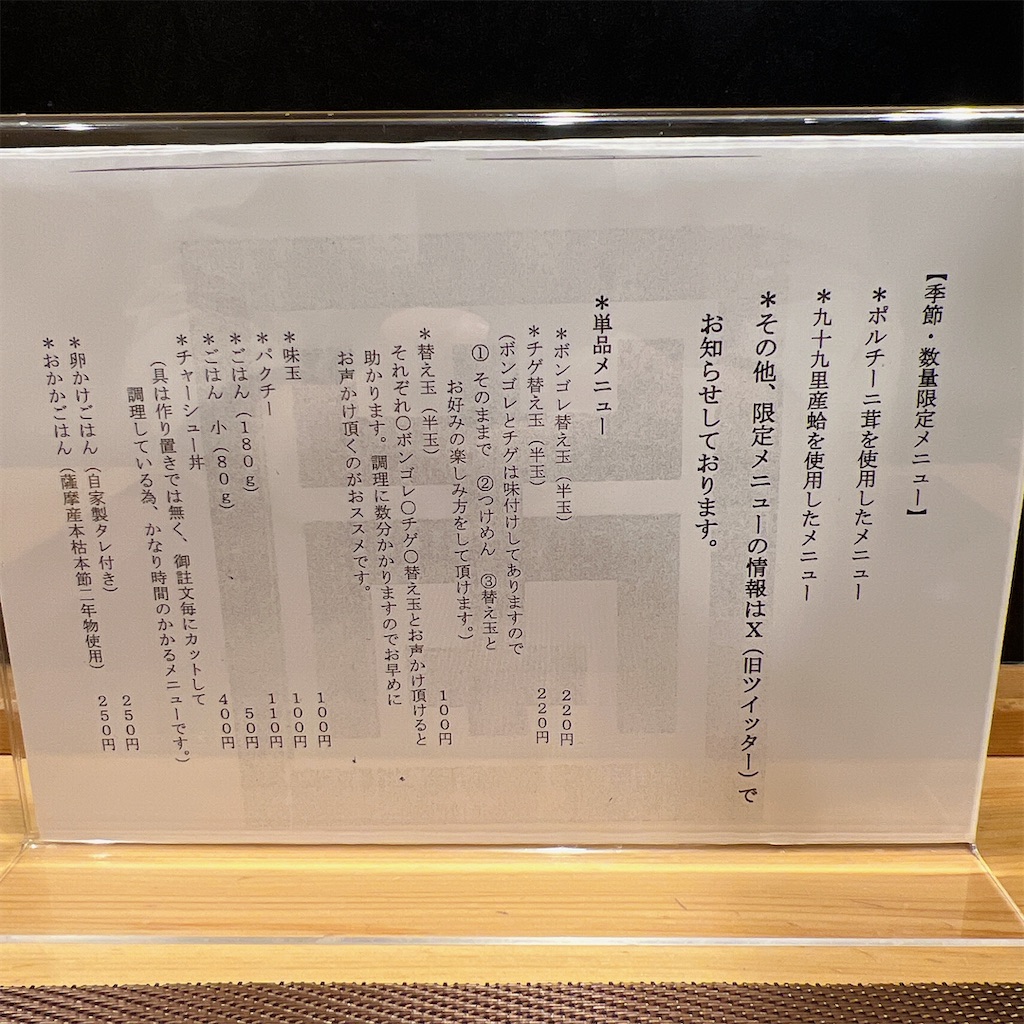 【季節・数量限定メニュー】
＊ポルチーニ茸を使用したメニュー
＊九十九里産蛤を使用したメニュー
＊その他、限定メニューの情報はＸ（旧ツイッター）で
お知らせしております。
＊単品メニュー
＊ボンゴレ替え玉（半玉） ２２０円
＊チゲ替え玉（半玉） ２２０円
（ボンゴレとチゲは味付けしてありますので
① そのままで ②つけめん ③替え玉と
お好みの楽しみ方をして頂けます。）
＊替え玉（半玉） １００円
それぞれ〇ボンゴレ〇チゲ〇替え玉とお声かけ頂けると
助かります。調理に数分かかりますのでお早めに
お声かけ頂くのがおススメです。
＊味玉 １００円
＊パクチー １００円
＊ごはん（１８０ｇ） １１０円
＊ごはん 小（８０ｇ） ５０円
＊チャーシュー丼 ４００円
（具は作り置きでは無く、御註文毎にカットして
調理している為、かなり時間のかかるメニューです。）
＊卵かけごはん（自家製タレ付き） ２５０円
＊おかかごはん（薩摩産本枯本節二年物使用） ２５０円